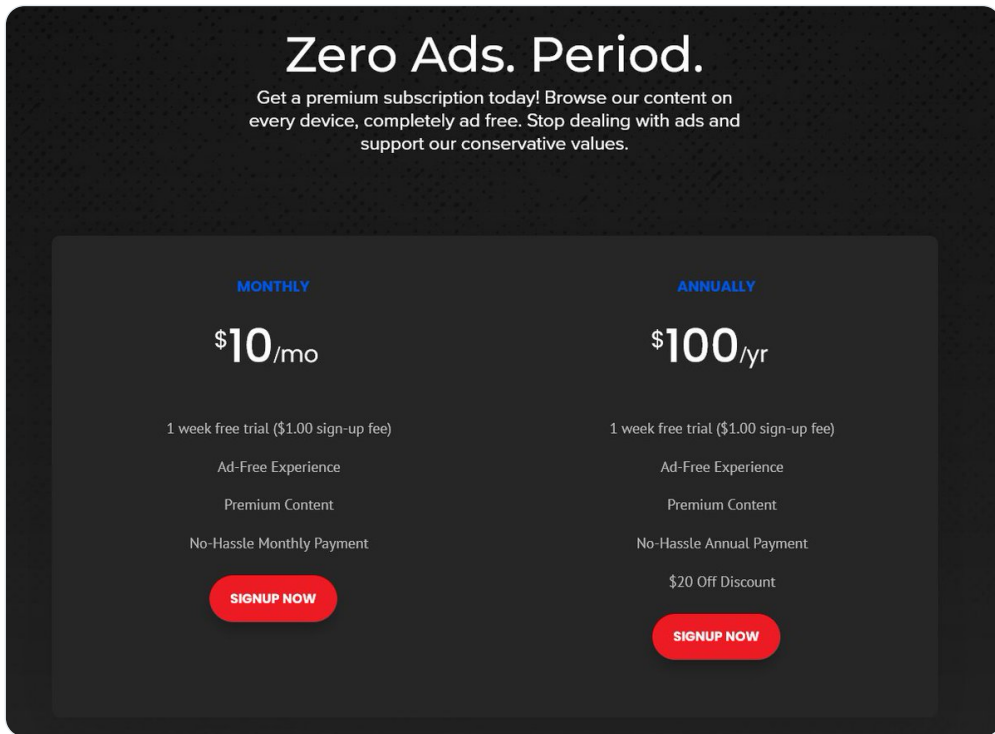 Zero Ads. Period.
Get a premium subscription today! Browse our content on
every device, completely ad free. Stop dealing with ads and
support our conservative values.
MONTHLY
$10/mo
1 week free trial ($1.00 sign-up fee)
Ad-Free Experience
Premium Content
No-Hassle Monthly Payment
SIGNUP NOW
ANNUALLY
$100/yr
1 week free trial ($1.00 sign-up fee)
Ad-Free Experience
Premium Content
No-Hassle Annual Payment
$20 Off Discount
SIGNUP NOW